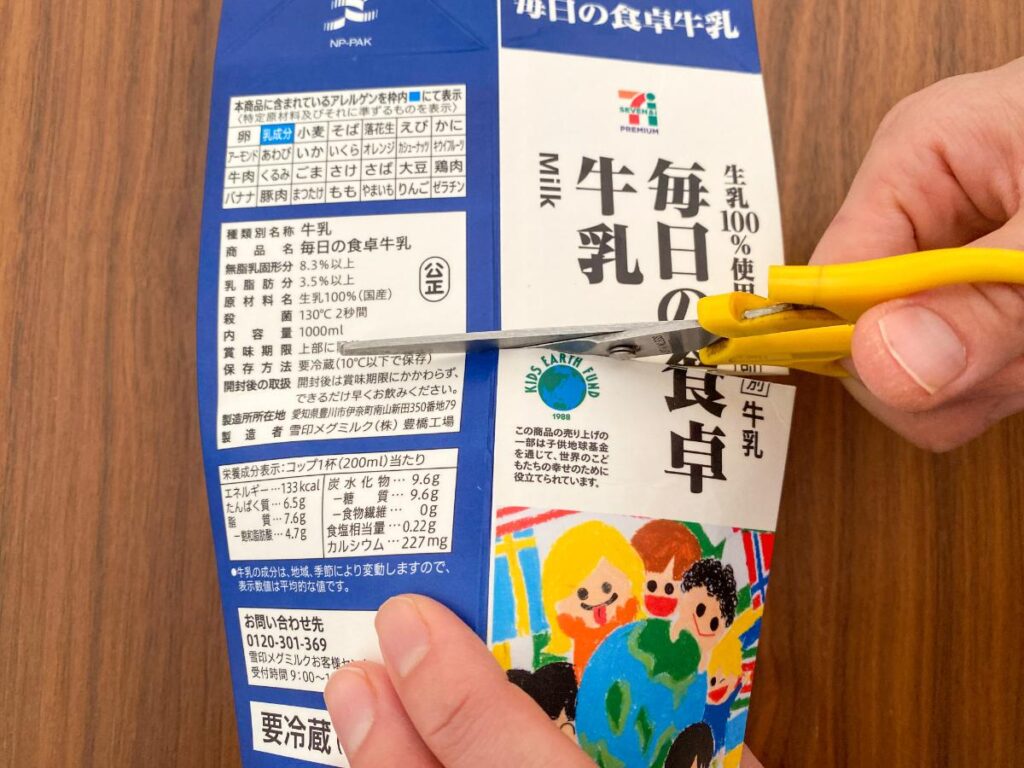 NP-PAK
本商品に含まれているアレルゲンを枠内■にて表示
〈特定原材料及びそれに準ずるものを表示〉
卵 乳成分 小麦 そば 落花生 えび かに
アーモンド あわび いか いくら オレンジ カシューナッツ キウイフルーツ
牛肉 くるみ ごま さけ さば 大豆 鶏肉
バナナ 豚肉 まつたけ もも やまいも りんご ゼラチン
種類別名称 牛乳
商品名 毎日の食卓牛乳
無脂乳固形分 8.3%以上
乳脂肪分 3.5%以上
原材料名 生乳100%(国産)
殺菌 130℃ 2秒間
内容量 1000ml
賞味期限 上部に
保存方法 要冷蔵(10℃以下で保存)
開封後の取扱 開封後は賞味期限にかかわらず、
できるだけ早くお飲みください。
製造所所在地 愛知県豊川市伊奈町南山新田350番地79
製造者 雪印メグミルク(株) 豊橋工場
公正
栄養成分表示:コップ1杯(200ml)当たり
エネルギー…133kcal
たんぱく質…6.5g
脂質…7.6g
―飽和脂肪酸…4.7g
炭水化物…9.6g
―糖質…9.6g
―食物繊維…0g
食塩相当量…0.22g
カルシウム…227mg
●牛乳の成分は、地域、季節により変動しますので、
表示数値は平均的な値です。
お問い合わせ先
0120-301-369
雪印メグミルクお客様セ
受付時間 9:00〜
要冷蔵(
毎日の食卓牛乳
SEVEN&i
PREMIUM
生乳100%使用
毎日の食卓
牛乳
Milk
別 牛乳
KIDS EARTH FUND
1988
この商品の売り上げの
一部は子供地球基金
を通じて、世界のこど
もたちの幸せのために
役立てられています。